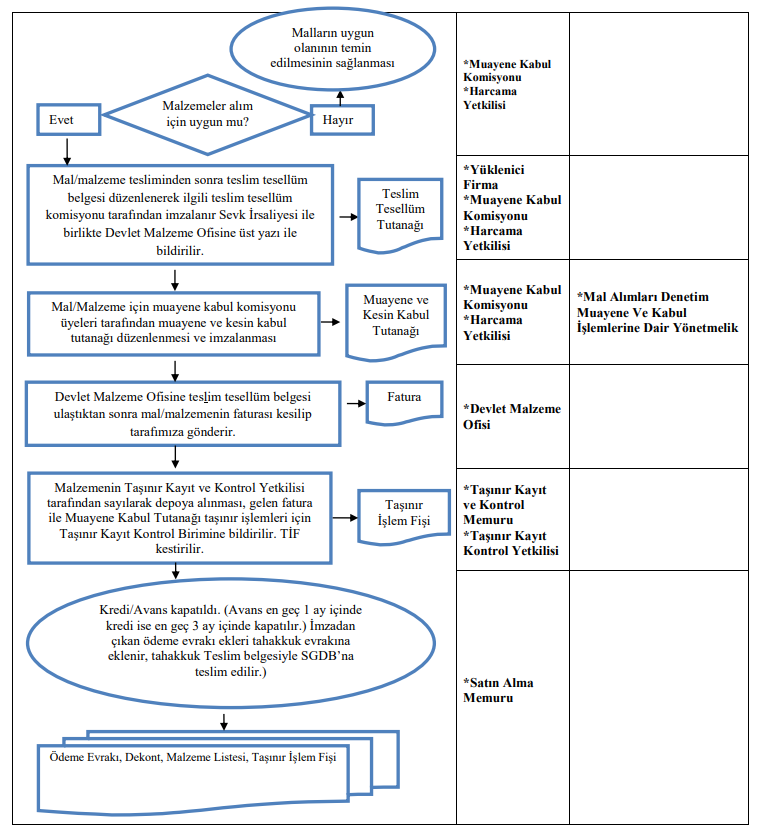 Malların uygun
olanının temin
edilmesinin sağlanması
Malzemeler alım
için uygun mu?
Evet
Hayır
*Muayene Kabul
Komisyonu
*Harcama
Yetkilisi
Mal/malzeme tesliminden sonra teslim tesellüm
belgesi düzenlenerek ilgili teslim tesellüm
komisyonu tarafından imzalanır Sevk İrsaliyesi ile
birlikte Devlet Malzeme Ofisine üst yazı ile
bildirilir.
Teslim
Tesellüm
Tutanağı
*Yüklenici
Firma
*Muayene Kabul
Komisyonu
*Harcama
Yetkilisi
Mal/Malzeme için muayene kabul komisyonu
üyeleri tarafından muayene ve kesin kabul
tutanağı düzenlenmesi ve imzalanması
Muayene ve
Kesin Kabul
Tutanağı
*Muayene Kabul
Komisyonu
*Harcama
Yetkilisi
*Mal Alımları Denetim
Muayene Ve Kabul
İşlemlerine Dair Yönetmelik
Devlet Malzeme Ofisine teslim tesellüm belgesi
ulaştıktan sonra mal/malzemenin faturası kesilip
tarafımıza gönderir.
Fatura
*Devlet Malzeme
Ofisi
Malzemenin Taşınır Kayıt ve Kontrol Yetkilisi
tarafından sayılarak depoya alınması, gelen fatura
ile Muayene Kabul Tutanağı taşınır işlemleri için
Taşınır Kayıt Kontrol Birimine bildirilir. TİF
kestirilir.
Taşınır
İşlem Fişi
*Taşınır Kayıt
ve Kontrol
Memuru
*Taşınır Kayıt
Kontrol Yetkilisi
Kredi/Avans kapatıldı. (Avans en geç 1 ay içinde
kredi ise en geç 3 ay içinde kapatılır.) İmzadan
çıkan ödeme evrakı ekleri tahakkuk evrakına
eklenir, tahakkuk Teslim belgesiyle SGDB’na
teslim edilir.)
*Satın Alma
Memuru
Ödeme Evrakı, Dekont, Malzeme Listesi, Taşınır İşlem Fişi